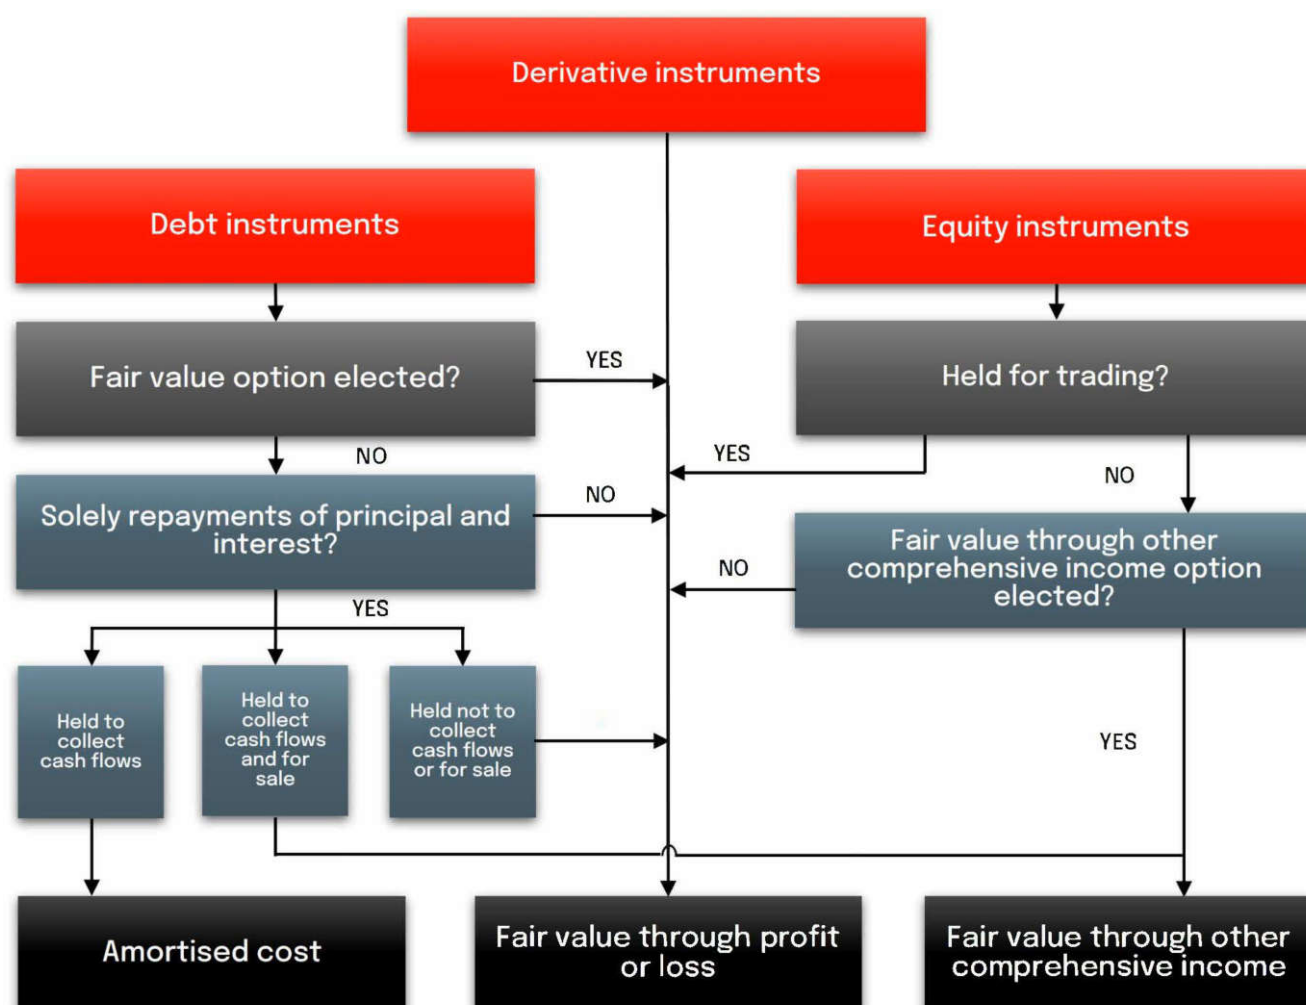 Derivative instruments
Debt instruments
Equity instruments
Fair value option elected?
YES
Held for trading?
NO
YES
NO
Solely repayments of principal and
interest?
NO
Fair value through other
comprehensive income option
elected?
NO
YES
Held to
collect
cash flows
Held to
collect
cash flows
and for
sale
Held not to
collect
cash flows
or for sale
YES
Amortised cost
Fair value through profit
or loss
Fair value through other
comprehensive income